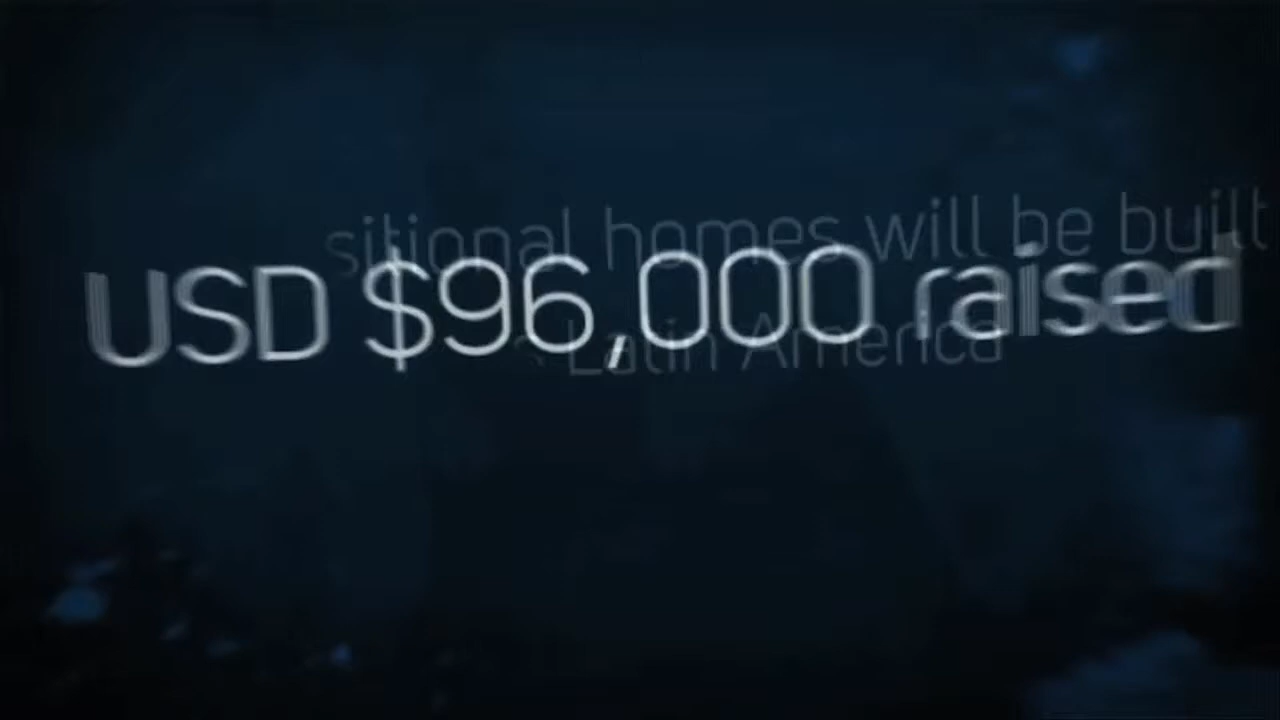 sitional homes will be built
USD $96,000 raised
Latin America